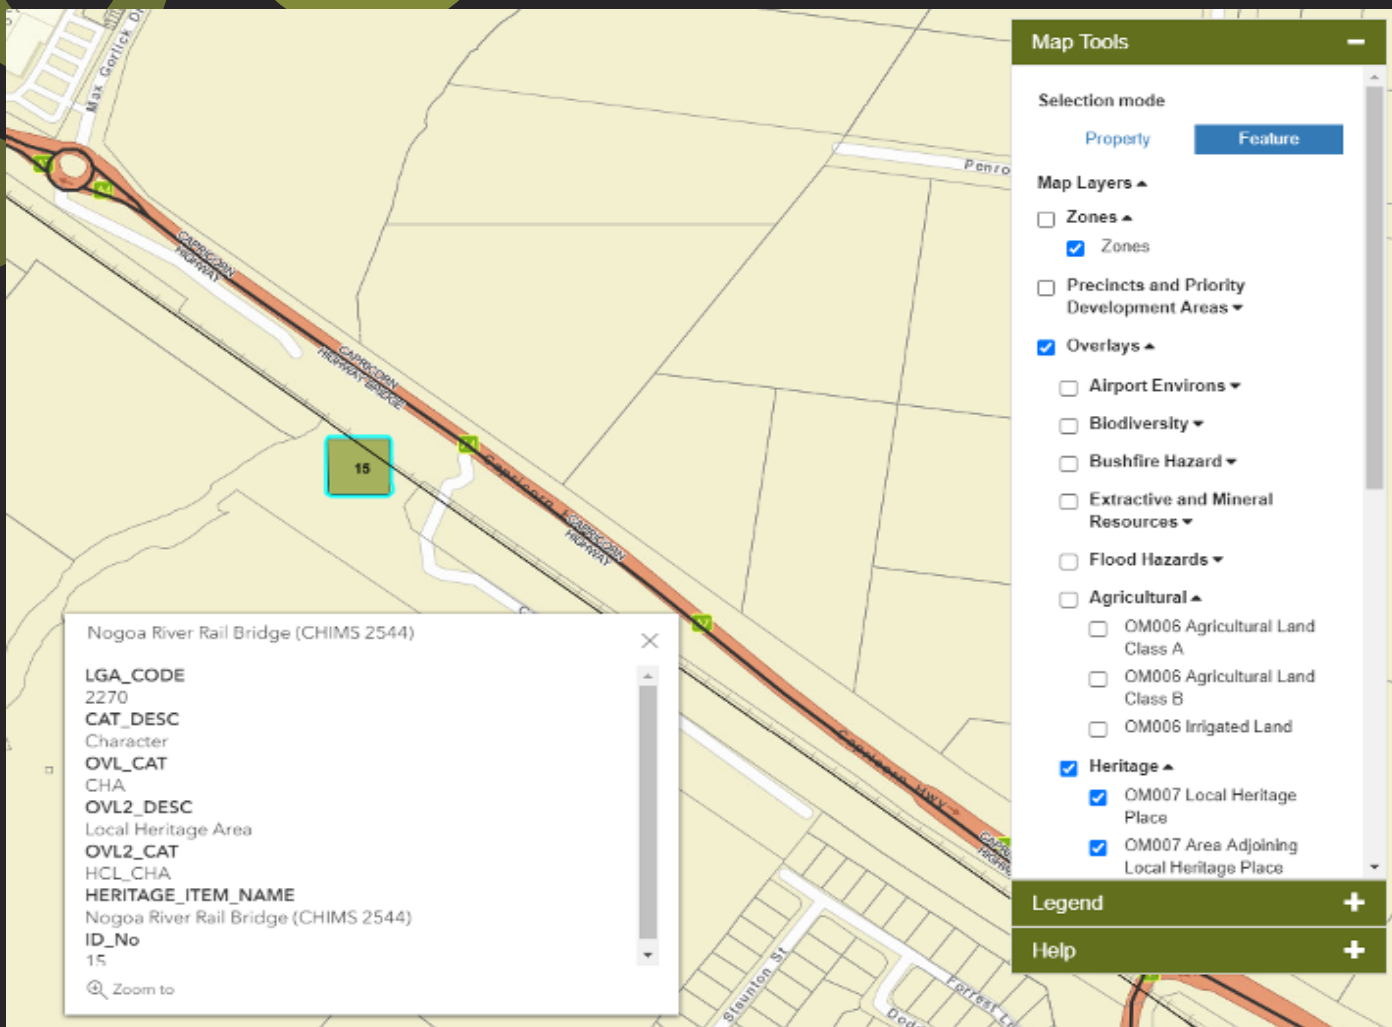 Max Gorlick Dr
Penro
CAPRICORN
HIGHWAY
CAPRICORN
HIGHWAY BRIDGE
15
Capricorn
CAPRICORN
HIGHWAY
Capricorn Hwy
Staunton St
Forrest
Nogoa River Rail Bridge (CHIMS 2544)
LGA_CODE
2270
CAT_DESC
Character
OVL_CAT
CHA
OVL2_DESC
Local Heritage Area
OVL2_CAT
HCL_CHA
HERITAGE_ITEM_NAME
Nogoa River Rail Bridge (CHIMS 2544)
ID_No
15
Zoom to
Map Tools
Selection mode
Property Feature
Map Layers
Zones
Zones
Precincts and Priority
Development Areas
Overlays
Airport Environs
Biodiversity
Bushfire Hazard
Extractive and Mineral
Resources
Flood Hazards
Agricultural
OM006 Agricultural Land
Class A
OM006 Agricultural Land
Class B
OM006 Irrigated Land
Heritage
OM007 Local Heritage
Place
OM007 Area Adjoining
Local Heritage Place
Legend
Help